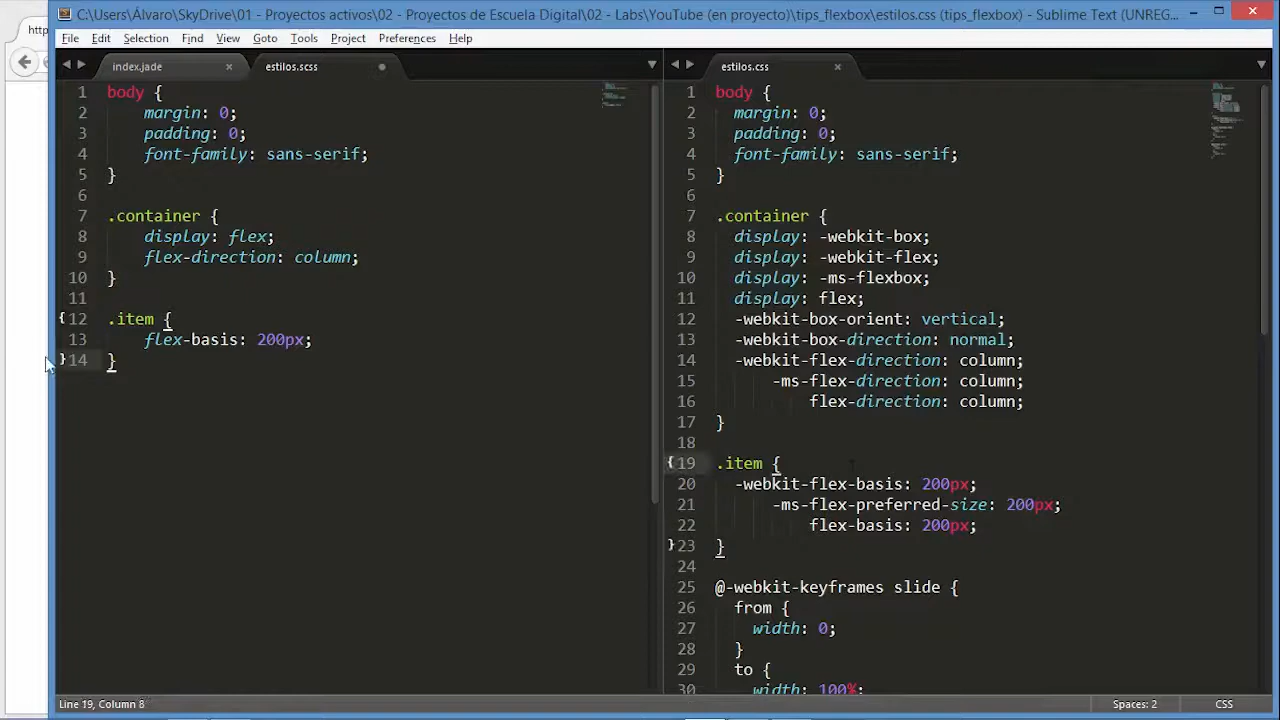 C:\Users\Álvaro\SkyDrive\01 - Proyectos activos\02 - Proyectos de Escuela Digital\02 - Labs\YouTube (en proyecto)\tips_flexbox\estilos.css (tips_flexbox) - Sublime Text (UNREG...
http
File Edit Selection Find View Goto Tools Project Preferences Help
index.jade × estilos.scss
1 body {
2 margin: 0;
3 padding: 0;
4 font-family: sans-serif;
5 }
6
7 .container {
8 display: flex;
9 flex-direction: column;
10 }
11
12 .item {
13 flex-basis: 200px;
14 }
estilos.css ×
1 body {
2 margin: 0;
3 padding: 0;
4 font-family: sans-serif;
5 }
6
7 .container {
8 display: -webkit-box;
9 display: -webkit-flex;
10 display: -ms-flexbox;
11 display: flex;
12 -webkit-box-orient: vertical;
13 -webkit-box-direction: normal;
14 -webkit-flex-direction: column;
15 -ms-flex-direction: column;
16 flex-direction: column;
17 }
18
19 .item {
20 -webkit-flex-basis: 200px;
21 -ms-flex-preferred-size: 200px;
22 flex-basis: 200px;
23 }
24
25 @-webkit-keyframes slide {
26 from {
27 width: 0;
28 }
29 to {
30 width: 100%;
Line 19, Column 8
Spaces: 2 CSS